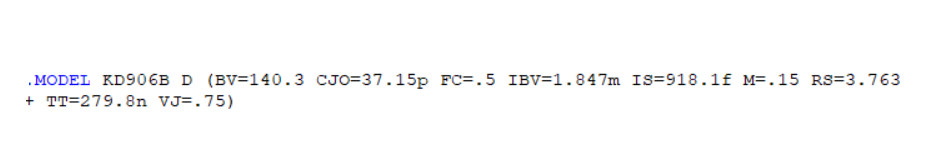 .MODEL KD906B D (BV=140.3 CJO=37.15p FC=.5 IBV=1.847m IS=918.1f M=.15 RS=3.763
+ TT=279.8n VJ=.75)